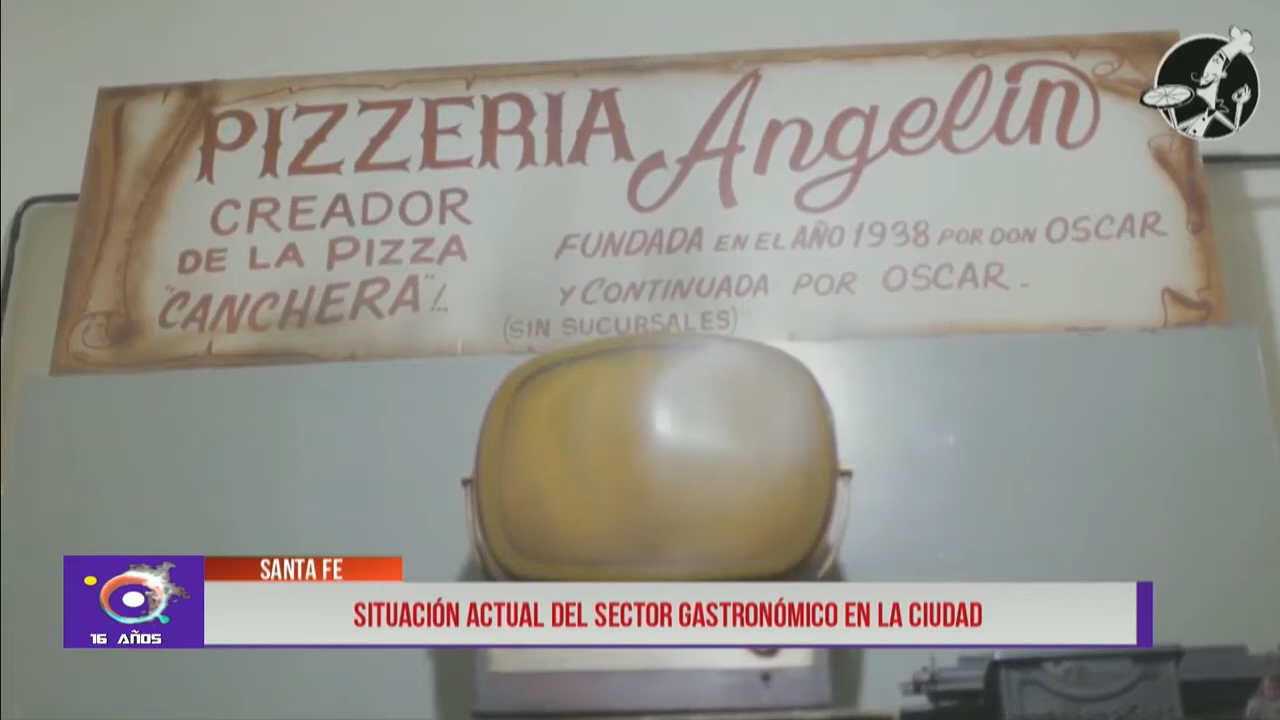 PIZZERIA Angelin
CREADOR
DE LA PIZZA
"CANCHERA"!..
FUNDADA EN EL AÑO 1938 POR DON OSCAR
Y CONTINUADA POR OSCAR.-
(SIN SUCURSALES)
SANTA FE
SITUACIÓN ACTUAL DEL SECTOR GASTRONÓMICO EN LA CIUDAD
16 AÑOS